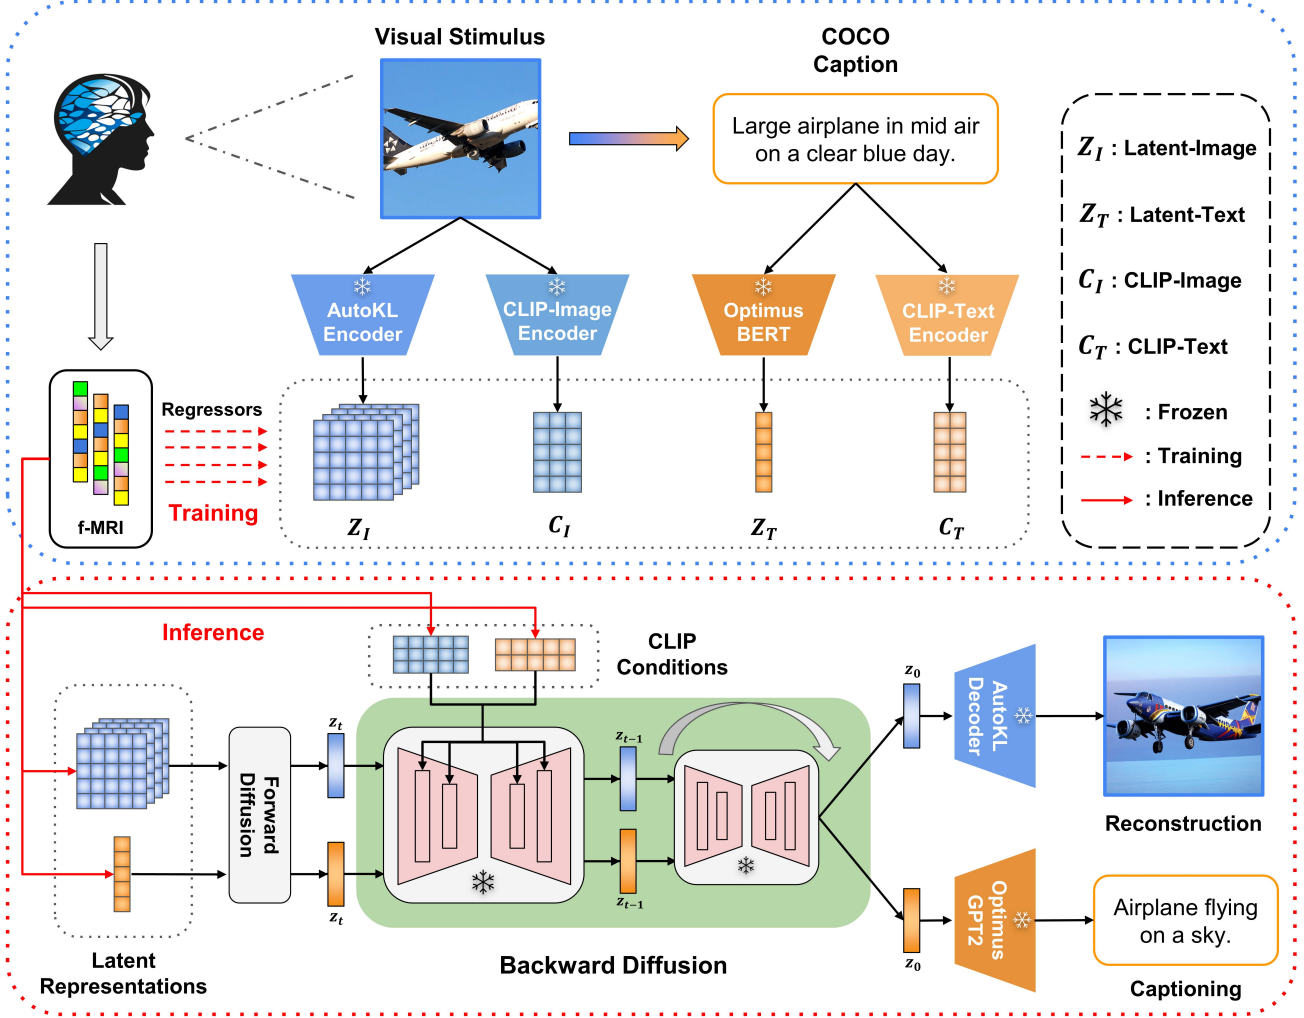 Visual Stimulus
COCO
Caption
Large airplane in mid air
on a clear blue day.
Z_I : Latent-Image
Z_T : Latent-Text
C_I : CLIP-Image
C_T : CLIP-Text
: Frozen
: Training
: Inference
AutoKL
Encoder
CLIP-Image
Encoder
Optimus
BERT
CLIP-Text
Encoder
Regressors
Training
f-MRI
Z_I
C_I
Z_T
C_T
Inference
CLIP
Conditions
Latent
Representations
Forward
Diffusion
z_t
z_t
z_{t-1}
z_{t-1}
Backward Diffusion
z_0
z_0
AutoKL
Decoder
Optimus
GPT2
Reconstruction
Airplane flying
on a sky.
Captioning